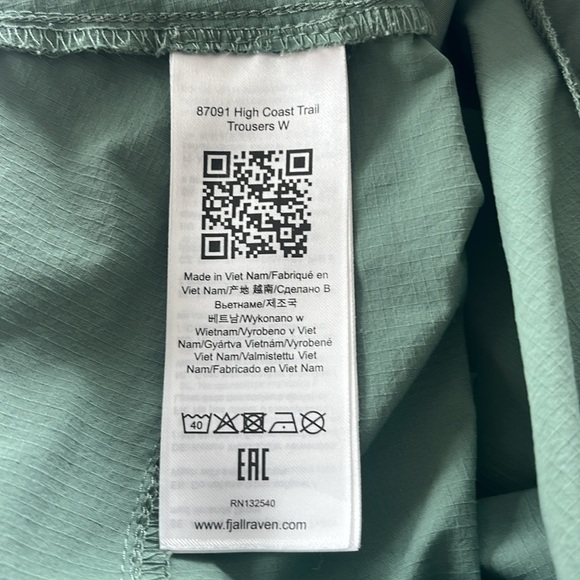 87091 High Coast Trail
Trousers W
Made in Viet Nam/Fabriqué en
Viet Nam/产地 越南/Сделано В
Вьетнаме/제조국
베트남/Wykonano w
Wietnam/Vyrobeno v Viet
Nam/Gyártva Vietnám/Vyrobené
Viet Nam/Valmistettu Viet
Nam/Fabricado en Viet Nam
40
EAC
RN132540
www.fjallraven.com